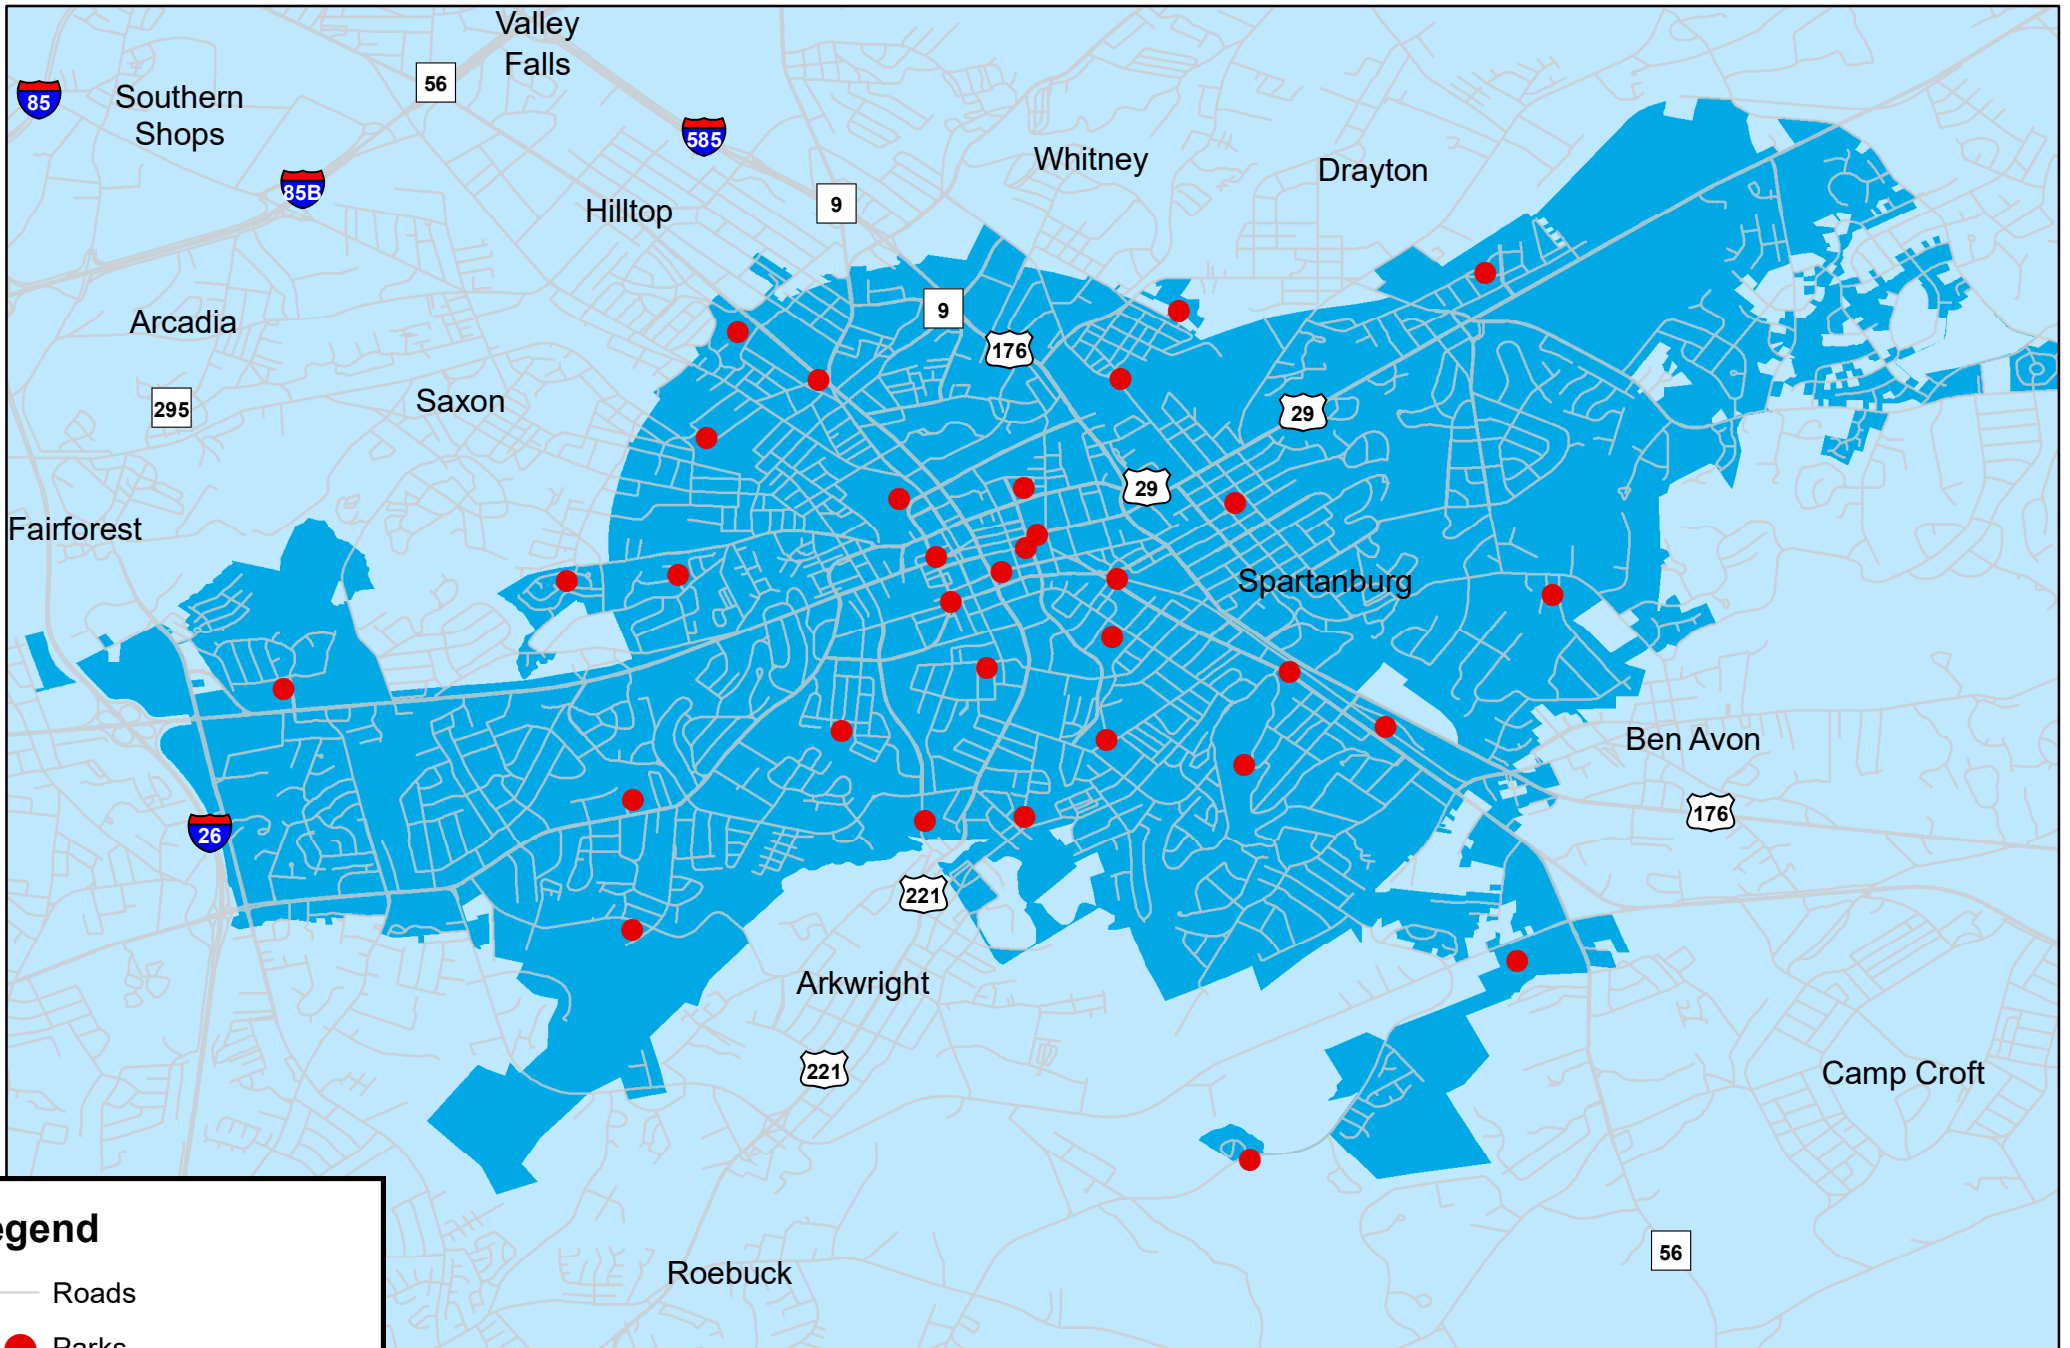 Valley
Falls
56
85
Southern
Shops
585
Whitney
Drayton
85B
9
Hilltop
9
Arcadia
176
Saxon
295
29
29
Fairforest
Spartanburg
Ben Avon
176
26
221
Arkwright
221
Camp Croft
56
Roebuck
egend
Roads
Parks